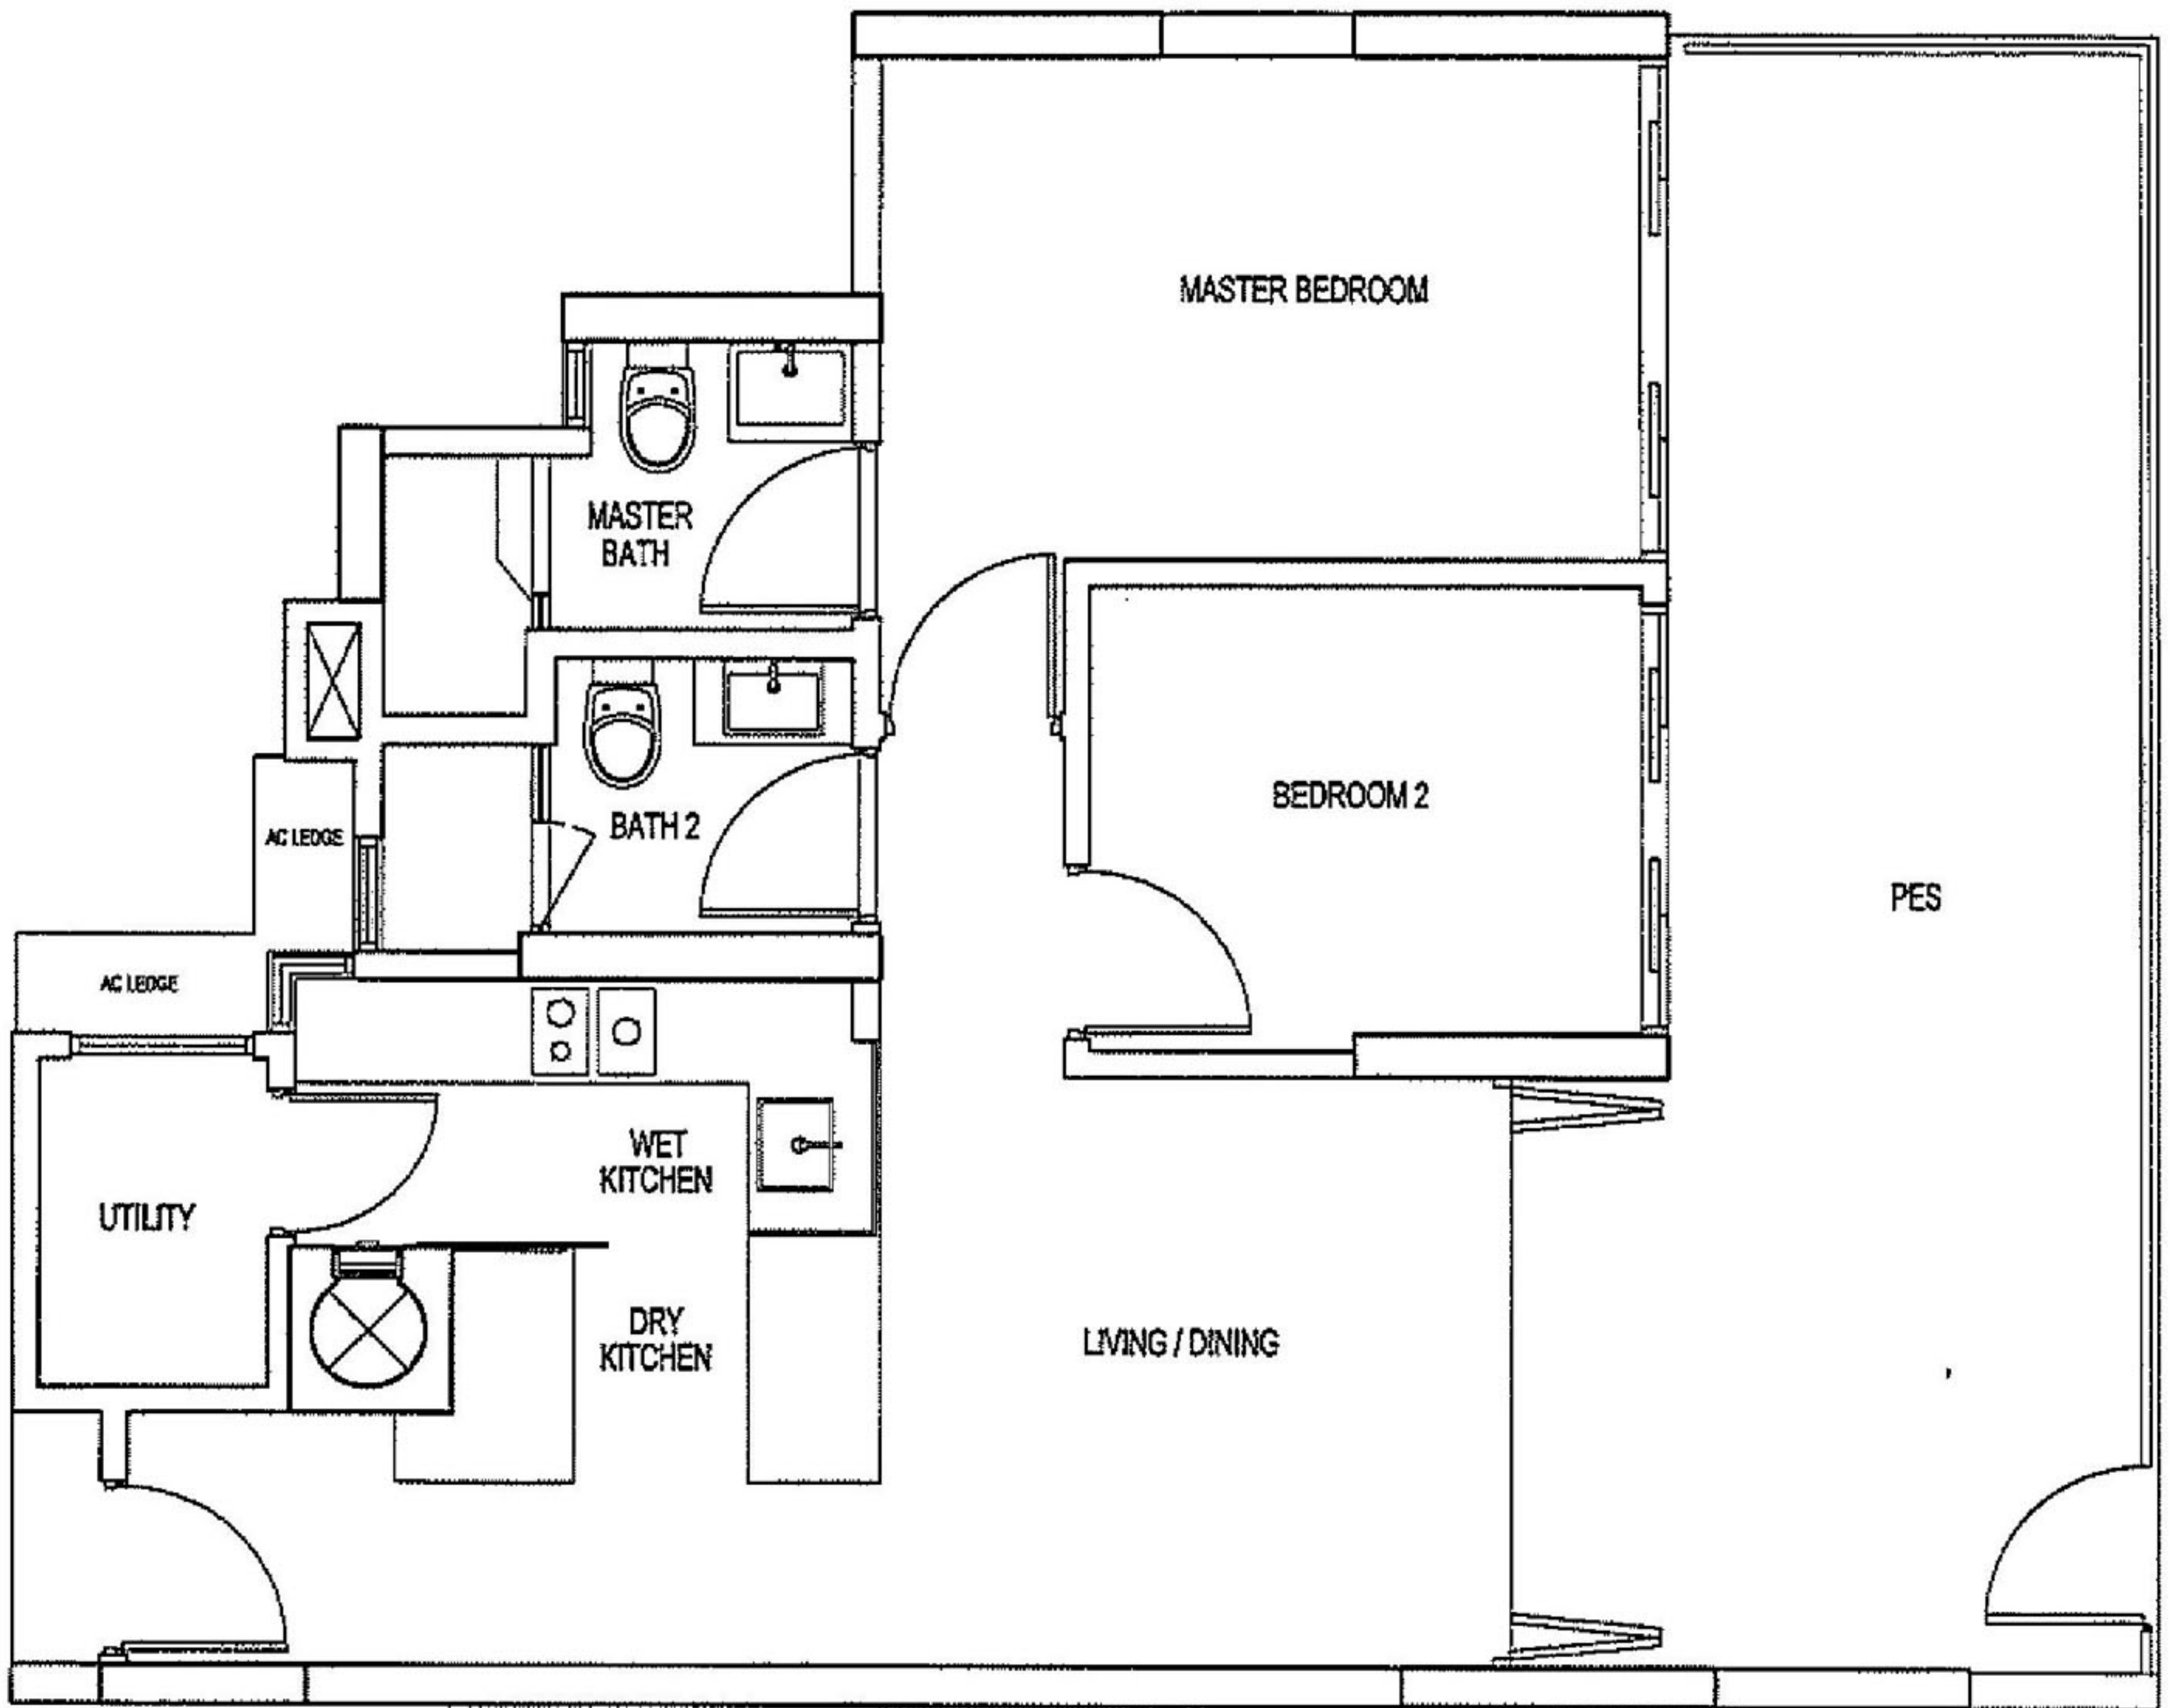 MASTER BEDROOM
MASTER
BATH
BEDROOM 2
BATH 2
AC LEDGE
PES
AC LEDGE
WET
KITCHEN
UTILITY
DRY
KITCHEN
LIVING / DINING